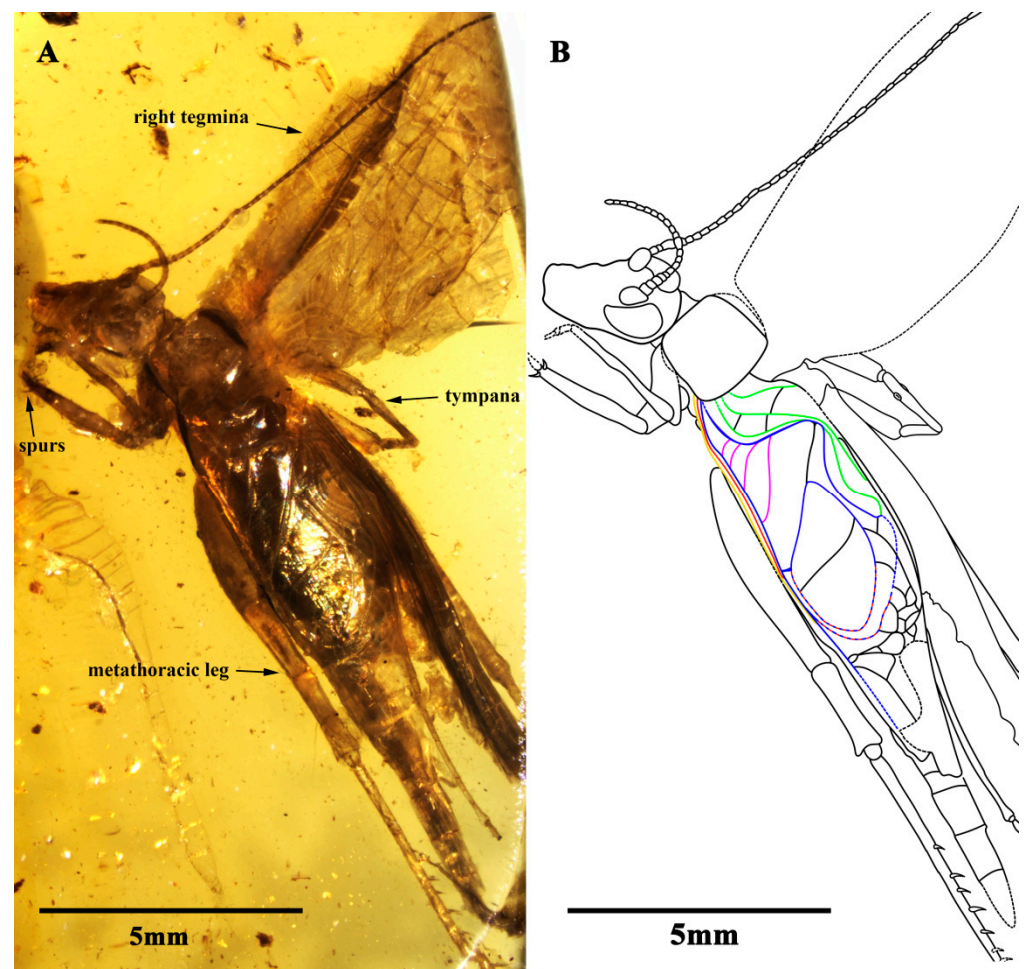 A
B
right tegmina
tympana
spurs
metathoracic leg
5mm
5mm